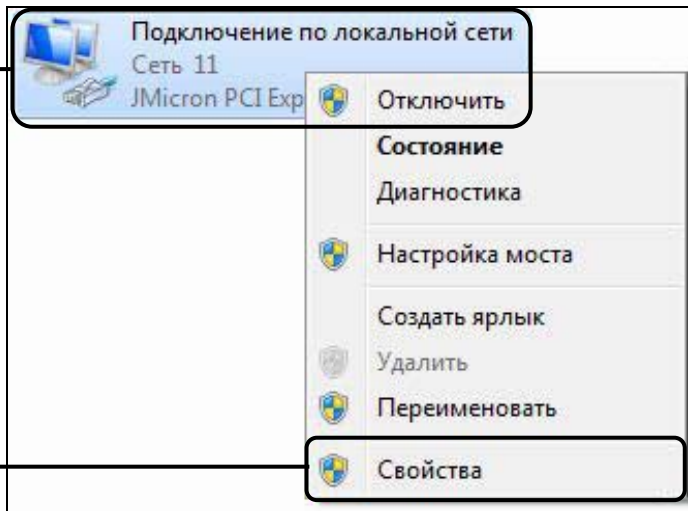 Подключение по локальной сети
Сеть 11
JMicron PCI Exp
Отключить
Состояние
Диагностика
Настройка моста
Создать ярлык
Удалить
Переименовать
Свойства